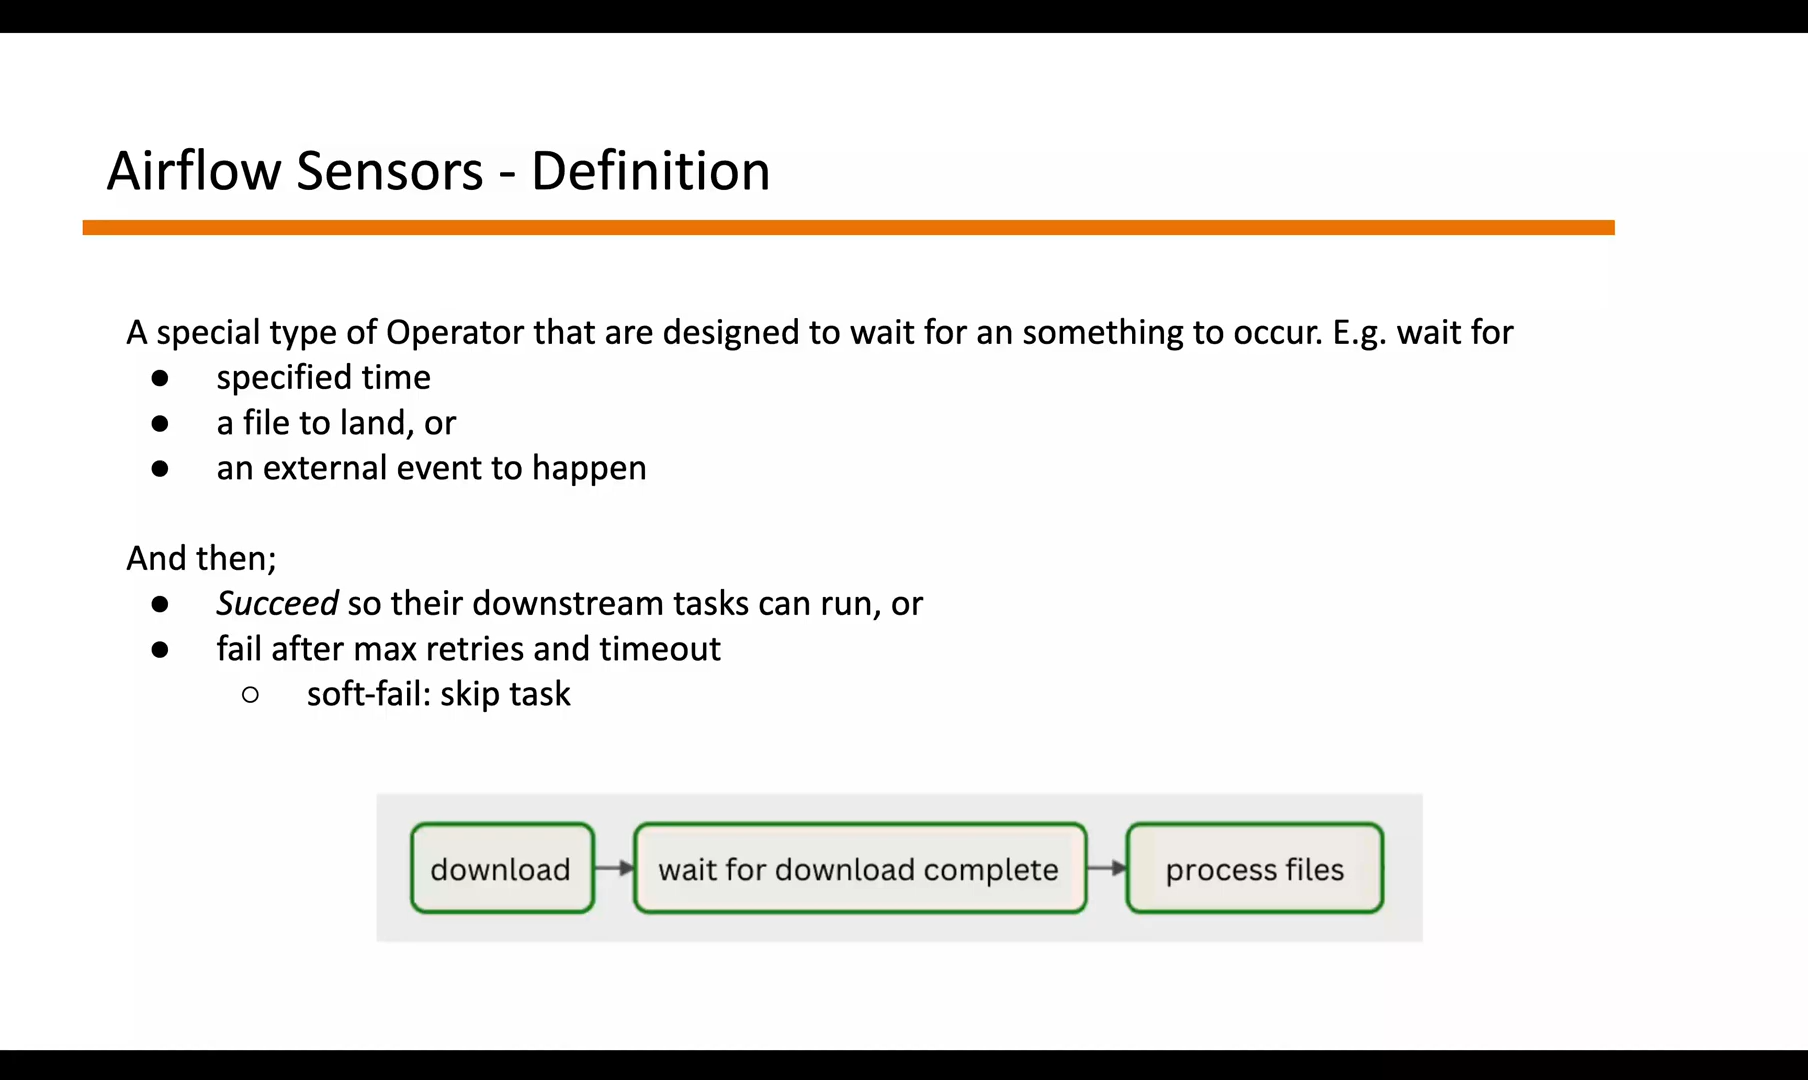 Airflow Sensors - Definition
A special type of Operator that are designed to wait for an something to occur. E.g. wait for
● specified time
● a file to land, or
● an external event to happen
And then;
● Succeed so their downstream tasks can run, or
● fail after max retries and timeout
○ soft-fail: skip task
download
wait for download complete
process files